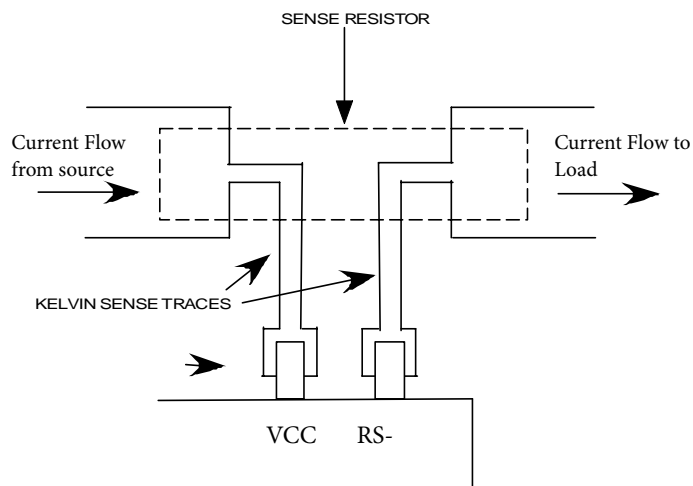 SENSE RESISTOR
Current Flow
from source
Current Flow to
Load
KELVIN SENSE TRACES
VCC
RS-